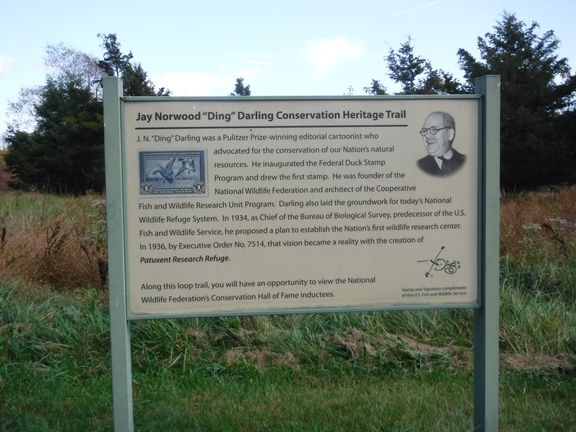 Jay Norwood "Ding" Darling Conservation Heritage Trail
J. N. "Ding" Darling was a Pulitzer Prize-winning editorial cartoonist who
advocated for the conservation of our Nation's natural
resources. He inaugurated the Federal Duck Stamp
Program and drew the first stamp. He was founder of the
National Wildlife Federation and architect of the Cooperative
Fish and Wildlife Research Unit Program. Darling also laid the groundwork for today's National
Wildlife Refuge System. In 1934, as Chief of the Bureau of Biological Survey, predecessor of the U.S.
Fish and Wildlife Service, he proposed a plan to establish the Nation's first wildlife research center.
In 1936, by Executive Order No. 7514, that vision became a reality with the creation of
Patuxent Research Refuge.
Along this loop trail, you will have an opportunity to view the National
Wildlife Federation's Conservation Hall of Fame inductees.
Stamp and Signature compliments
of the U.S. Fish and Wildlife Service